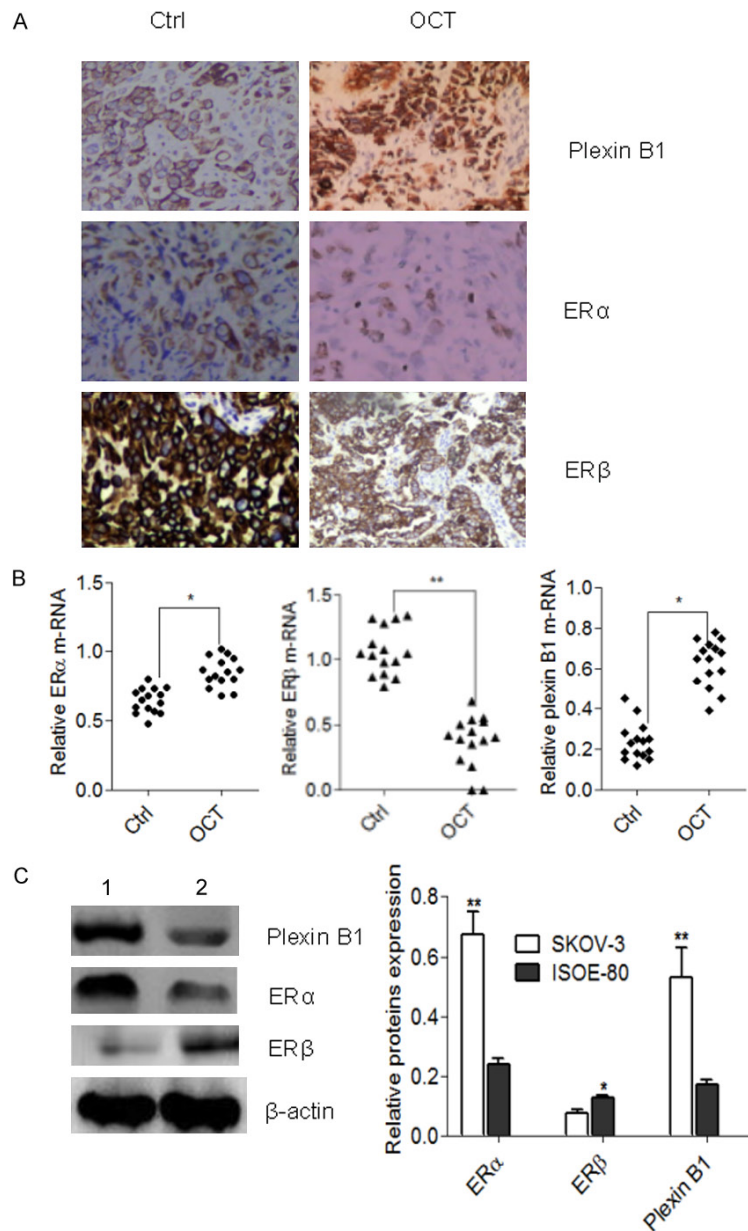 A
Ctrl OCT
Plexin B1
ERα
ERβ
B
Relative ERα m-RNA
1.5
1.0
0.5
0.0
*
Ctrl OCT
Relative ERβ m-RNA
1.5
1.0
0.5
0.0
**
Ctrl OCT
Relative plexin B1 m-RNA
0.8
0.6
0.4
0.2
0.0
*
Ctrl OCT
C
1 2
Plexin B1
ERα
ERβ
β-actin
Relative proteins expression
0.8
0.6
0.4
0.2
0.0
**
*
**
SKOV-3
ISOE-80
ERα ERβ Plexin B1